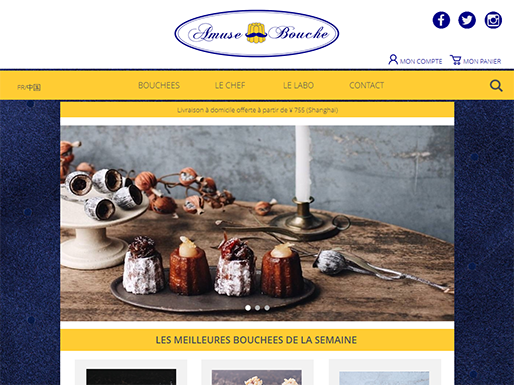 Amuse Bouche
MON COMPTE MON PANIER
FR/中国 BOUCHEES LE CHEF LE LABO CONTACT
Livraison à domicile offerte à partir de ¥ 755 (Shanghai)
LES MEILLEURES BOUCHEES DE LA SEMAINE